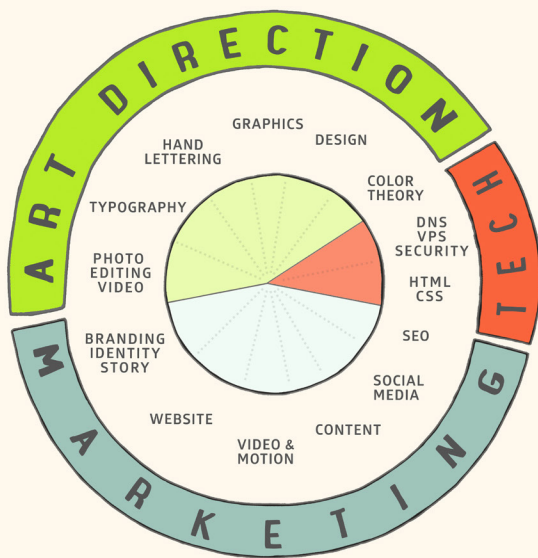 ART DIRECTION
TECH
MARKETING
GRAPHICS
DESIGN
COLOR
THEORY
DNS
VPS
SECURITY
HTML
CSS
SEO
SOCIAL
MEDIA
CONTENT
VIDEO &
MOTION
WEBSITE
BRANDING
IDENTITY
STORY
PHOTO
EDITING
VIDEO
TYPOGRAPHY
HAND
LETTERING